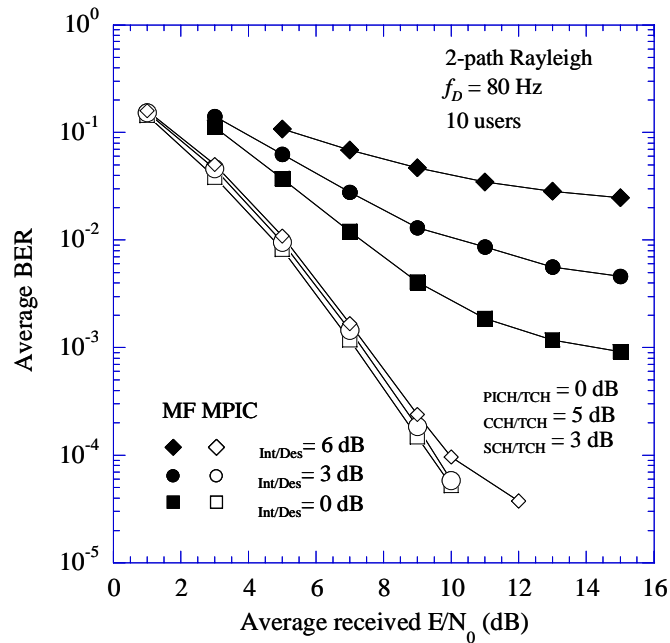 10^0
10^-1
10^-2
10^-3
10^-4
10^-5
Average BER
2-path Rayleigh
f_D = 80 Hz
10 users
PICH/TCH = 0 dB
CCH/TCH = 5 dB
SCH/TCH = 3 dB
MF MPIC
Int/Des = 6 dB
Int/Des = 3 dB
Int/Des = 0 dB
0 2 4 6 8 10 12 14 16
Average received E/N_0 (dB)